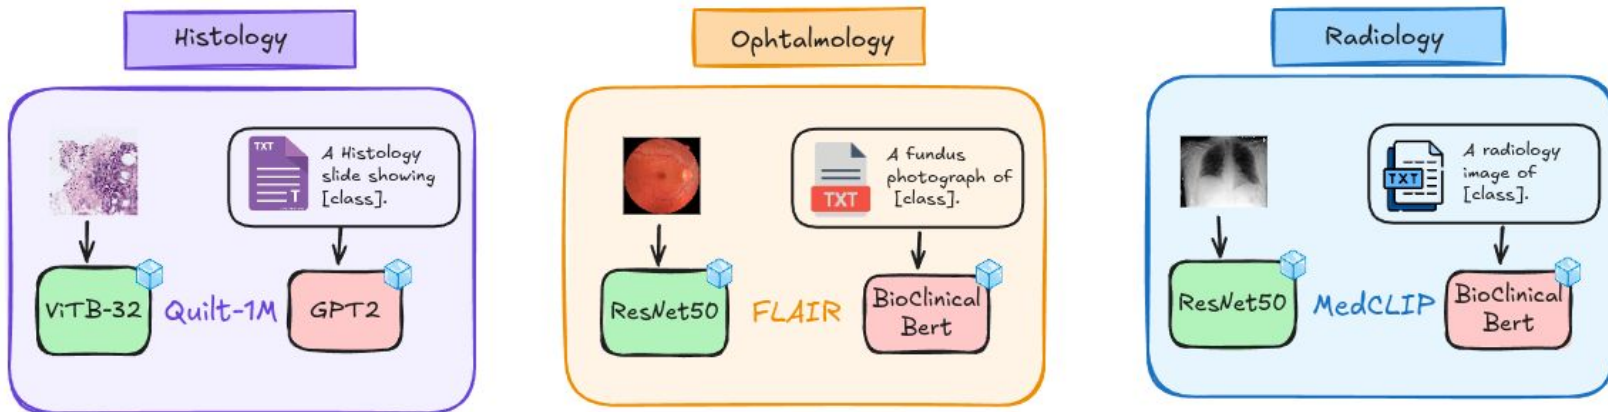 Histology
TXT
T
A Histology
slide showing
[class].
ViTB-32
Quilt-1M
GPT2
Ophtalmology
TXT
A fundus
photograph of
[class].
ResNet50
FLAIR
BioClinical
Bert
Radiology
TXT
A radiology
image of
[class].
ResNet50
MedCLIP
BioClinical
Bert